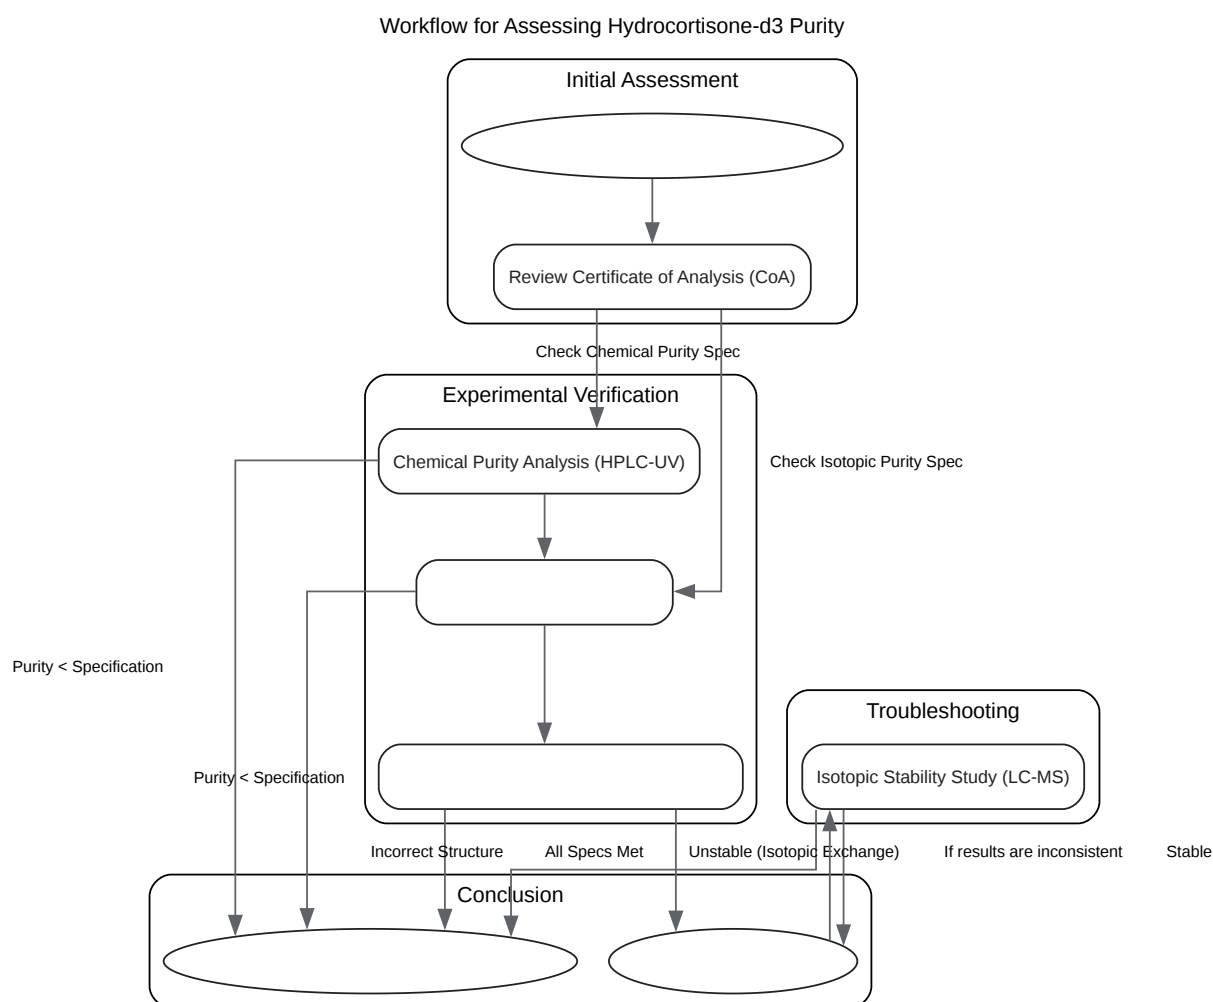 Workflow for Assessing Hydrocortisone-d3 Purity
Initial Assessment
Review Certificate of Analysis (CoA)
Check Chemical Purity Spec
Experimental Verification
Chemical Purity Analysis (HPLC-UV)
Check Isotopic Purity Spec
Purity < Specification
Troubleshooting
Isotopic Stability Study (LC-MS)
Purity < Specification
Incorrect Structure
All Specs Met
Unstable (Isotopic Exchange)
If results are inconsistent
Stable
Conclusion